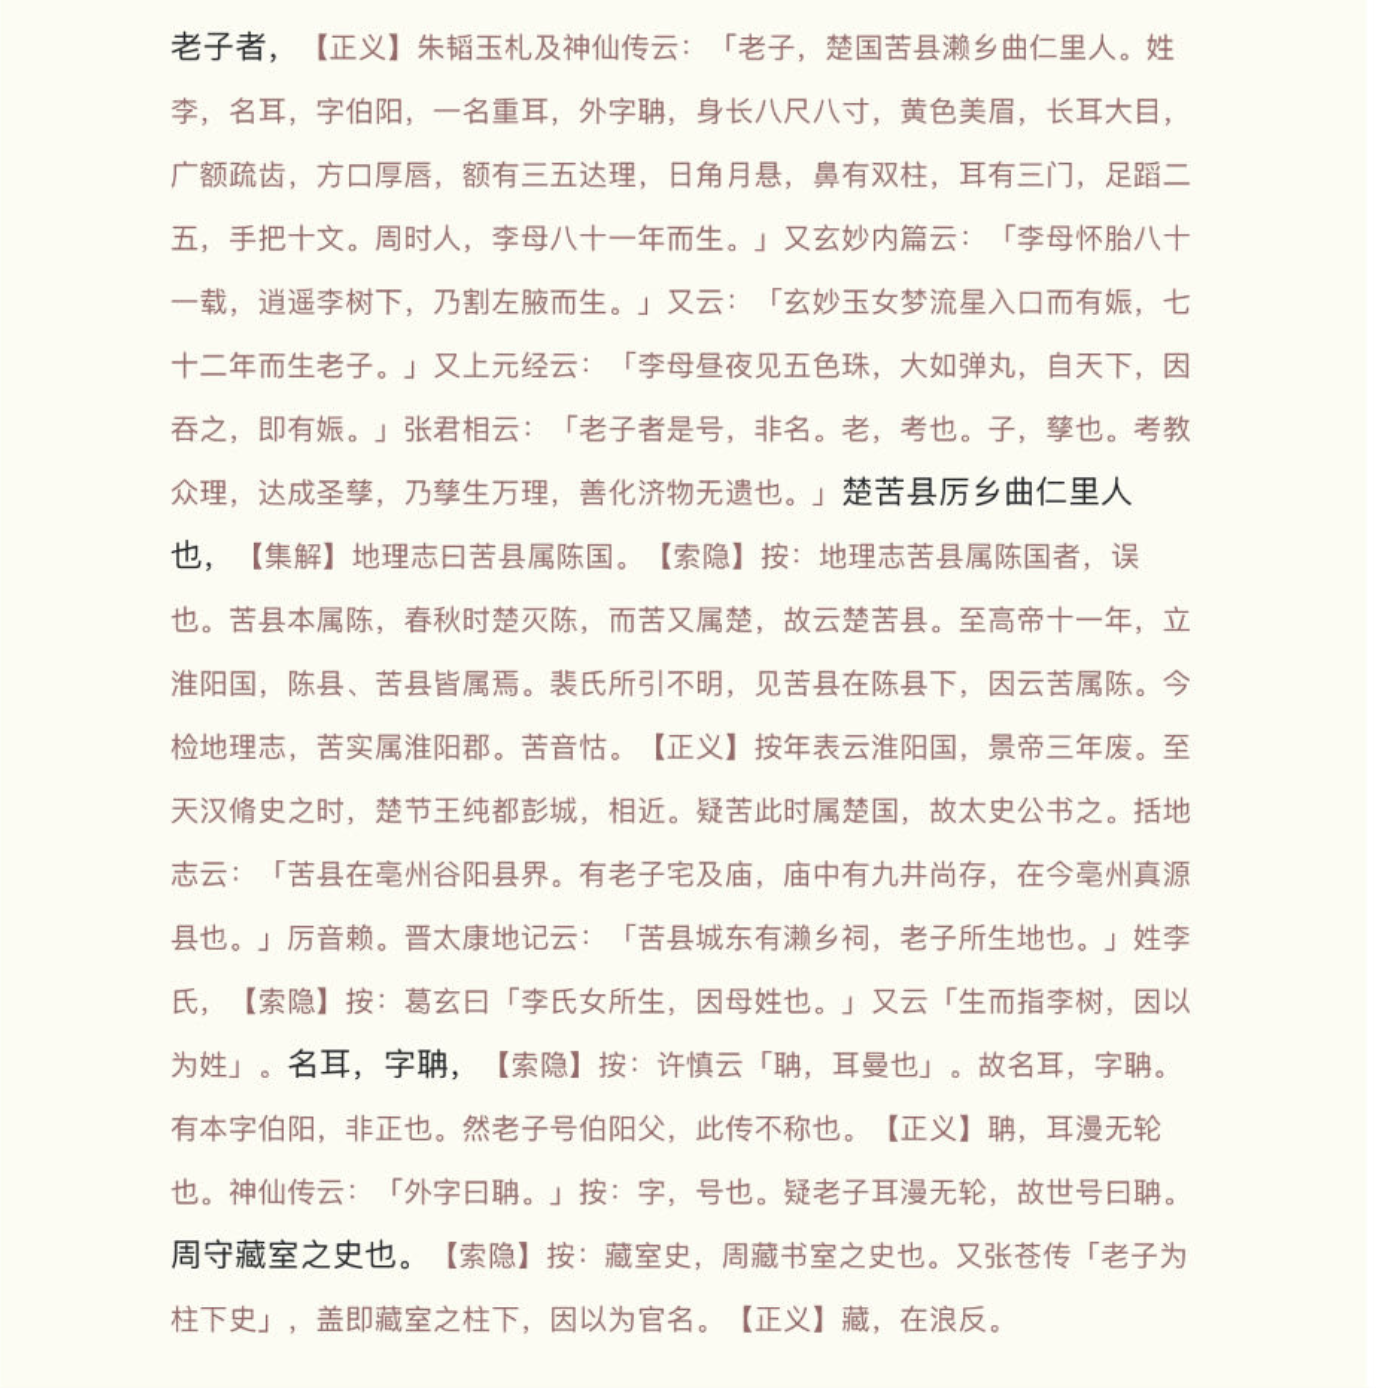 老子者，【正义】朱韬玉札及神仙传云：「老子，楚国苦县濑乡曲仁里人。姓
李，名耳，字伯阳，一名重耳，外字聃，身长八尺八寸，黄色美眉，长耳大目，
广额疏齿，方口厚唇，额有三五达理，日角月悬，鼻有双柱，耳有三门，足蹈二
五，手把十文。周时人，李母八十一年而生。」又玄妙内篇云：「李母怀胎八十
一载，逍遥李树下，乃割左腋而生。」又云：「玄妙玉女梦流星入口而有娠，七
十二年而生老子。」又上元经云：「李母昼夜见五色珠，大如弹丸，自天下，因
吞之，即有娠。」张君相云：「老子者是号，非名。老，考也。子，孳也。考教
众理，达成圣孳，乃孳生万理，善化济物无遗也。」楚苦县厉乡曲仁里人
也，【集解】地理志曰苦县属陈国。【索隐】按：地理志苦县属陈国者，误
也。苦县本属陈，春秋时楚灭陈，而苦又属楚，故云楚苦县。至高帝十一年，立
淮阳国，陈县、苦县皆属焉。裴氏所引不明，见苦县在陈县下，因云苦属陈。今
检地理志，苦实属淮阳郡。苦音怙。【正义】按年表云淮阳国，景帝三年废。至
天汉脩史之时，楚节王纯都彭城，相近。疑苦此时属楚国，故太史公书之。括地
志云：「苦县在亳州谷阳县界。有老子宅及庙，庙中有九井尚存，在今亳州真源
县也。」厉音赖。晋太康地记云：「苦县城东有濑乡祠，老子所生地也。」姓李
氏，【索隐】按：葛玄曰「李氏女所生，因母姓也。」又云「生而指李树，因以
为姓」。名耳，字聃，【索隐】按：许慎云「聃，耳曼也」。故名耳，字聃。
有本字伯阳，非正也。然老子号伯阳父，此传不称也。【正义】聃，耳漫无轮
也。神仙传云：「外字曰聃。」按：字，号也。疑老子耳漫无轮，故世号曰聃。
周守藏室之史也。【索隐】按：藏室史，周藏书室之史也。又张苍传「老子为
柱下史」，盖即藏室之柱下，因以为官名。【正义】藏，在浪反。